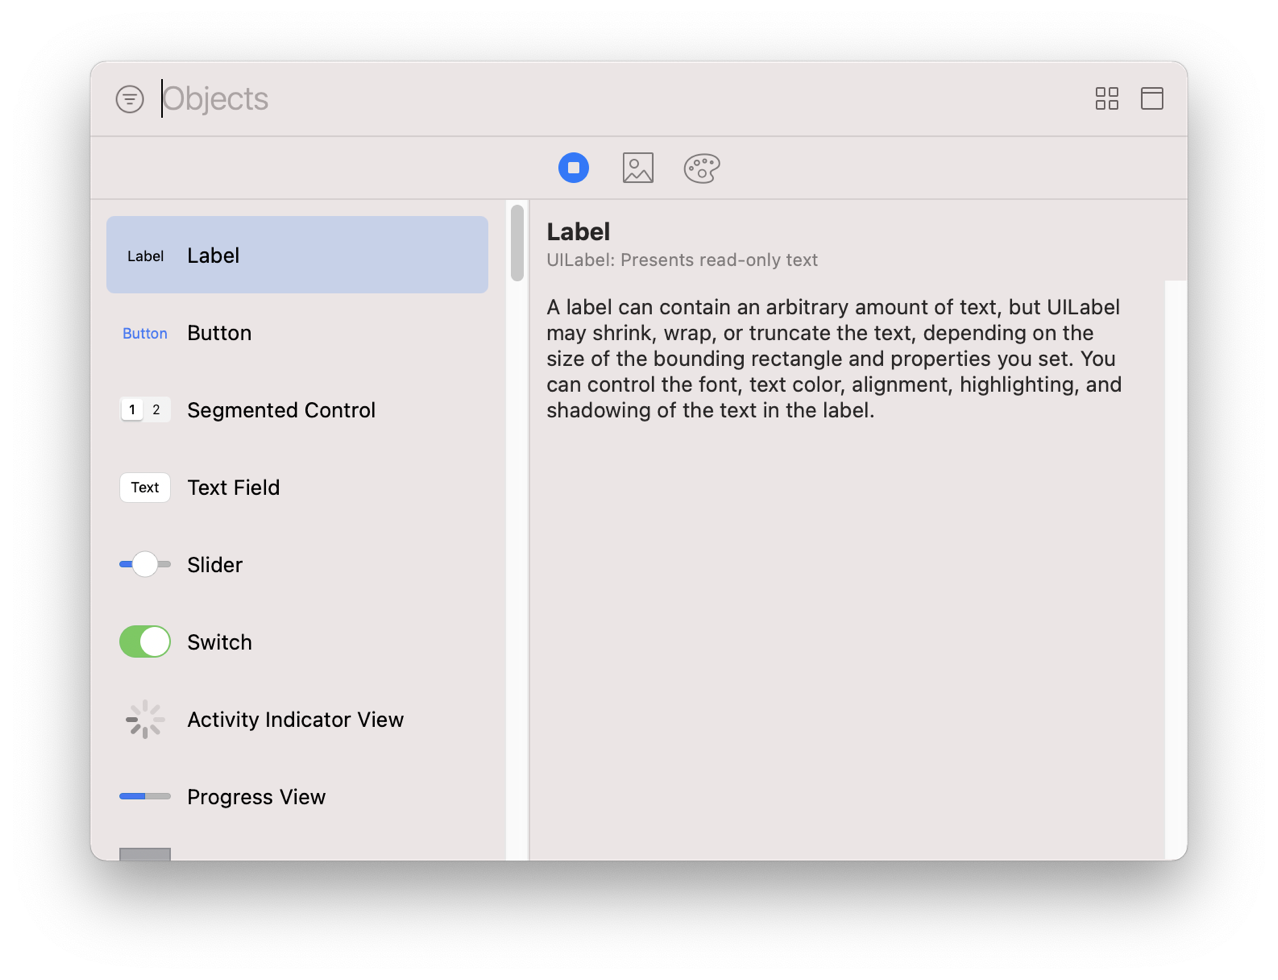 Objects
Label Label
Button Button
1 2 Segmented Control
Text Text Field
Slider
Switch
Activity Indicator View
Progress View
Label
UILabel: Presents read-only text
A label can contain an arbitrary amount of text, but UILabel
may shrink, wrap, or truncate the text, depending on the
size of the bounding rectangle and properties you set. You
can control the font, text color, alignment, highlighting, and
shadowing of the text in the label.